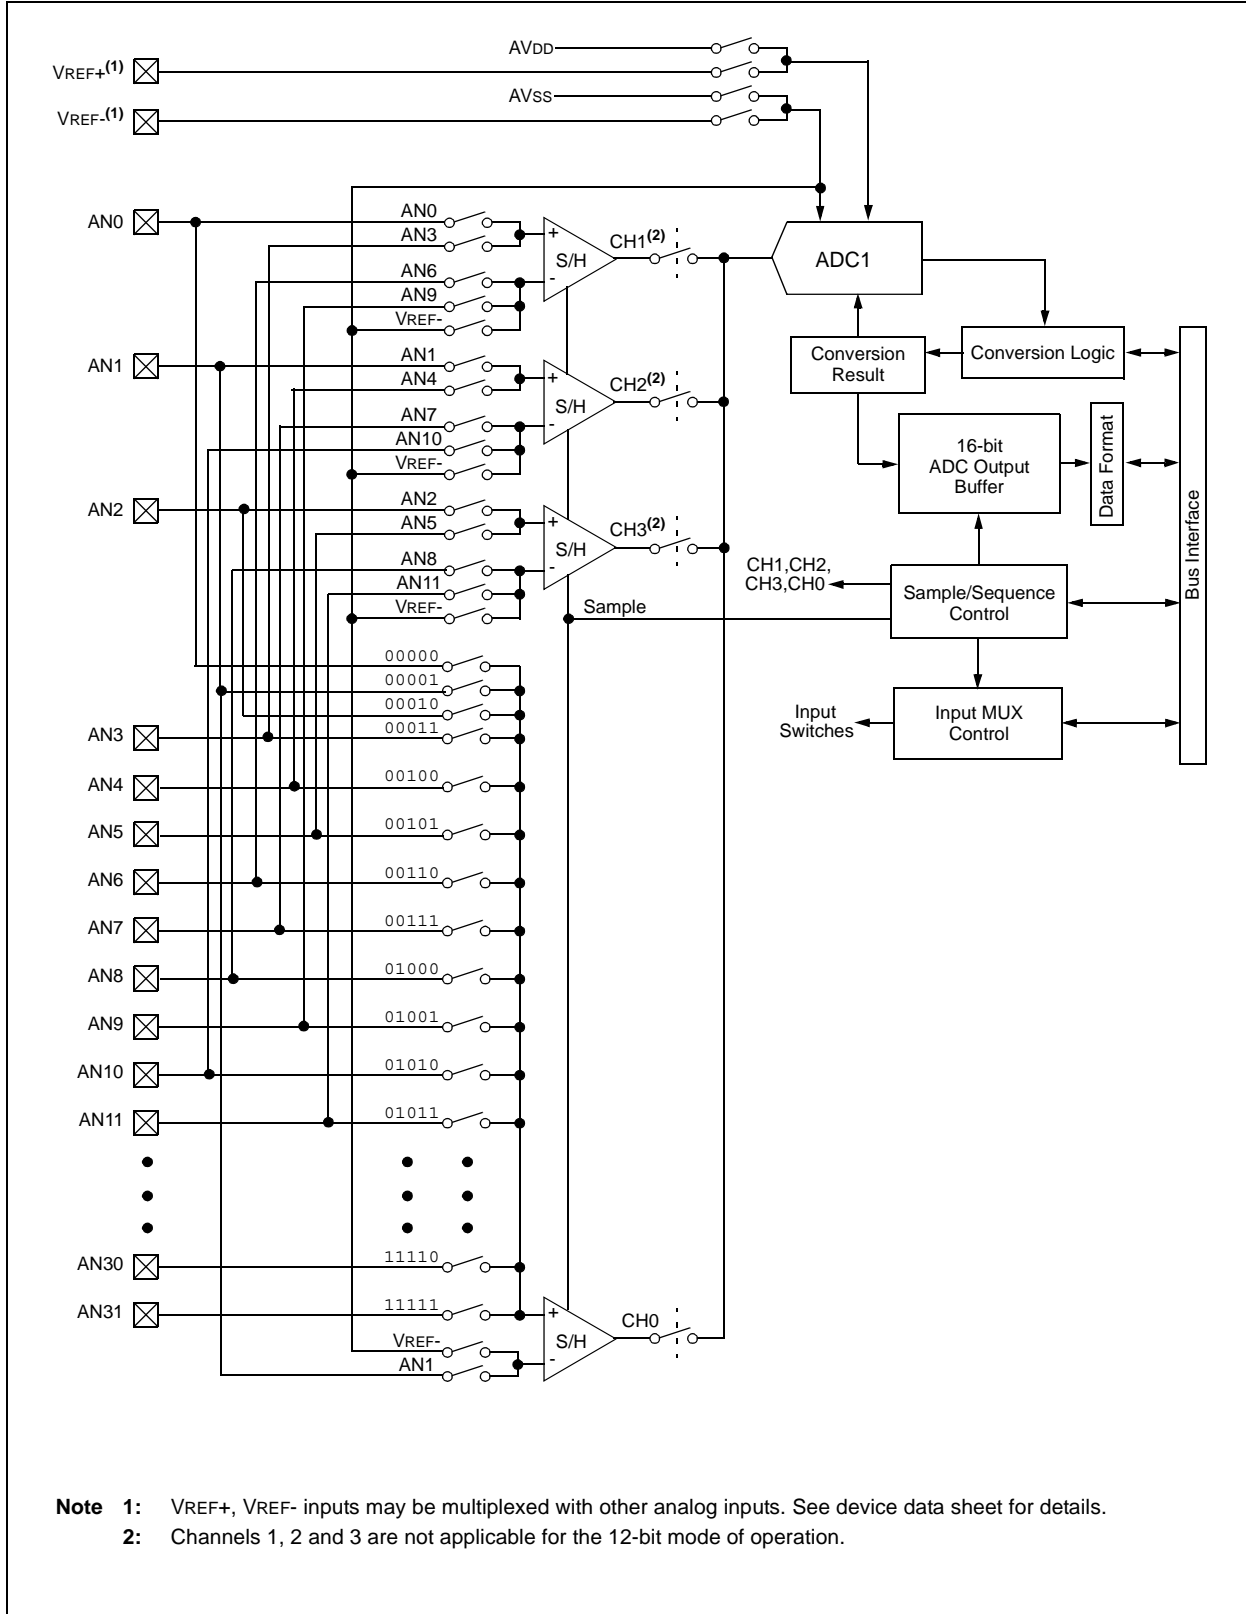 AVDD
VREF+(1)
AVSS
VREF-(1)
AN0
AN0
AN3
AN6
AN9
VREF-
+
-
S/H
CH1(2)
ADC1
Conversion Logic
Conversion
Result
AN1
AN1
AN4
AN7
AN10
VREF-
+
-
S/H
CH2(2)
16-bit
ADC Output
Buffer
Data Format
Bus Interface
AN2
AN2
AN5
AN8
AN11
VREF-
+
-
S/H
CH3(2)
CH1,CH2,
CH3,CH0
Sample/Sequence
Control
Sample
Input
Switches
Input MUX
Control
00000
00001
00010
AN3
00011
AN4
00100
AN5
00101
AN6
00110
AN7
00111
AN8
01000
AN9
01001
AN10
01010
AN11
01011
AN30
11110
AN31
11111
VREF-
AN1
+
-
S/H
CH0
Note 1: VREF+, VREF- inputs may be multiplexed with other analog inputs. See device data sheet for details.
2: Channels 1, 2 and 3 are not applicable for the 12-bit mode of operation.